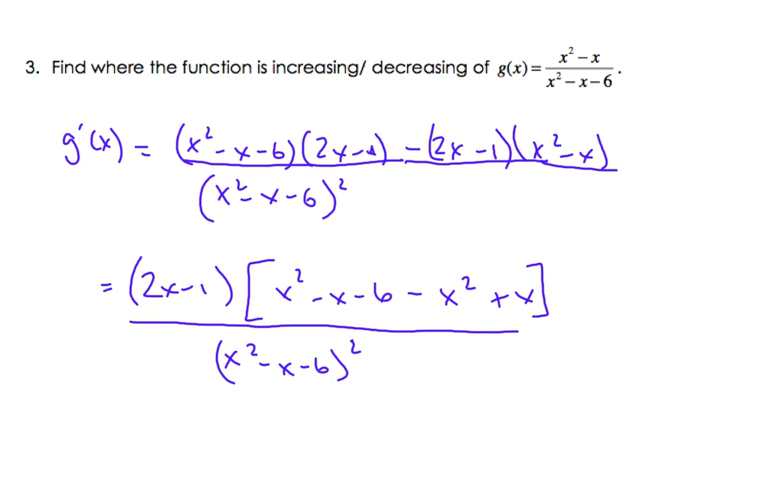 3. Find where the function is increasing/ decreasing of g(x)= (x² – x)/(x² – x – 6) .
g'(x) = ((x² - x - 6)(2x - 1) - (2x - 1)(x² - x))/(x² - x - 6)²
= ((2x - 1)[x² - x - 6 - x² + x])/(x² - x - 6)²